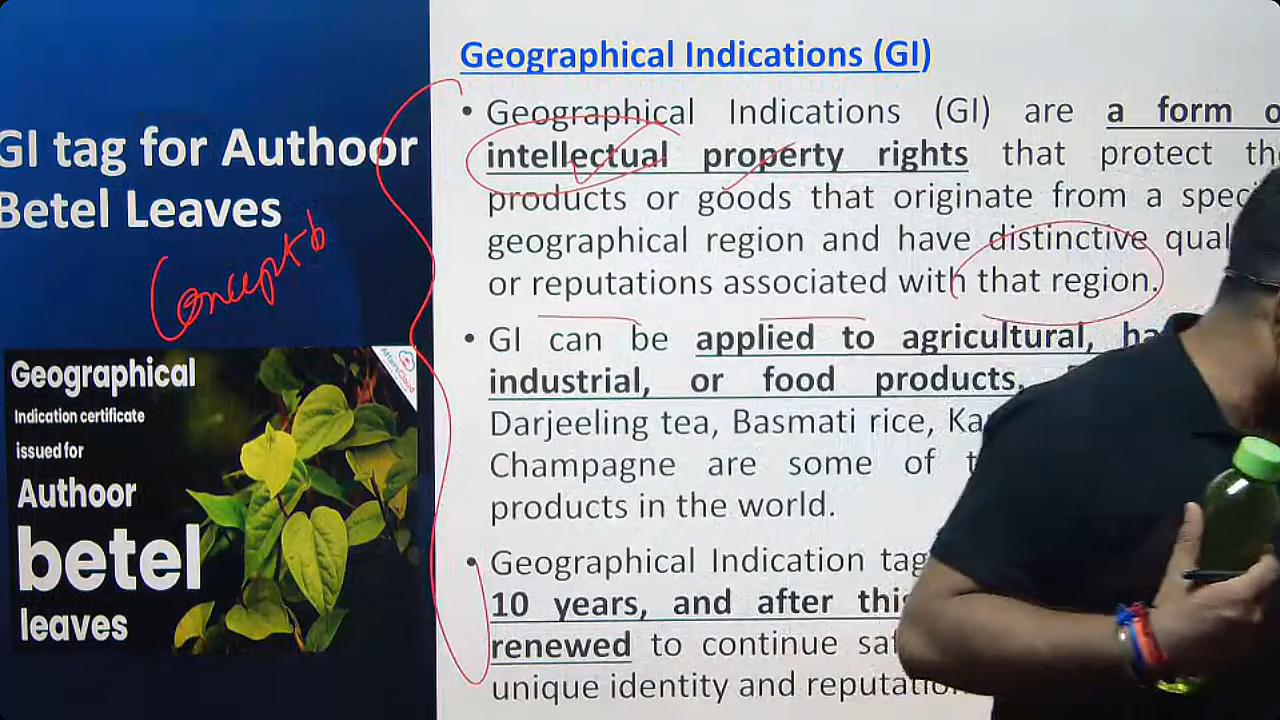 GI tag for Authoor
Betel Leaves
Concept
Geographical
Indication certificate
issued for
Authoor
betel
leaves
AffairsCloud
Geographical Indications (GI)
• Geographical Indications (GI) are a form
intellectual property rights that protect
products or goods that originate from a
geographical region and have distinctive
or reputations associated with that region.
• GI can be applied to agricultural,
industrial, or food products.
Darjeeling tea, Basmati rice,
Champagne are some of
products in the world.
• Geographical Indication
10 years, and after
renewed to continue
unique identity and